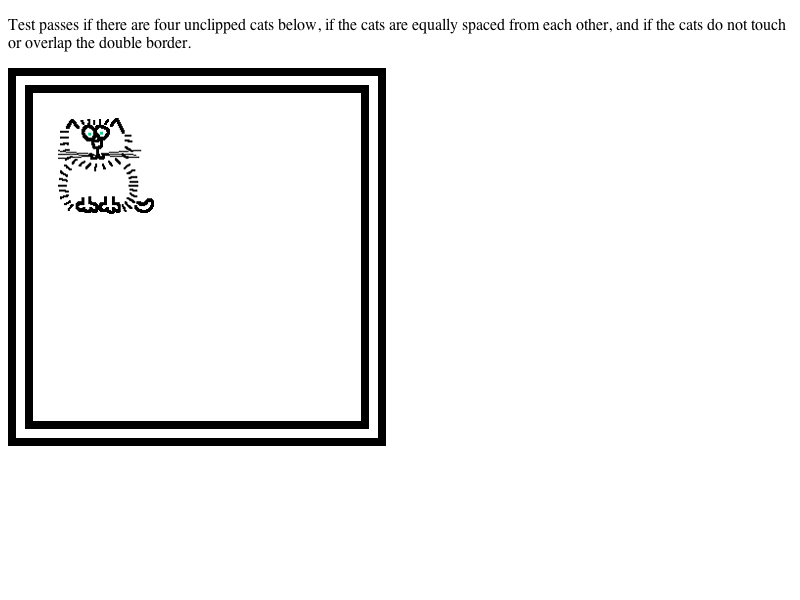 Test passes if there are four unclipped cats below, if the cats are equally spaced from each other, and if the cats do not touch
or overlap the double border.